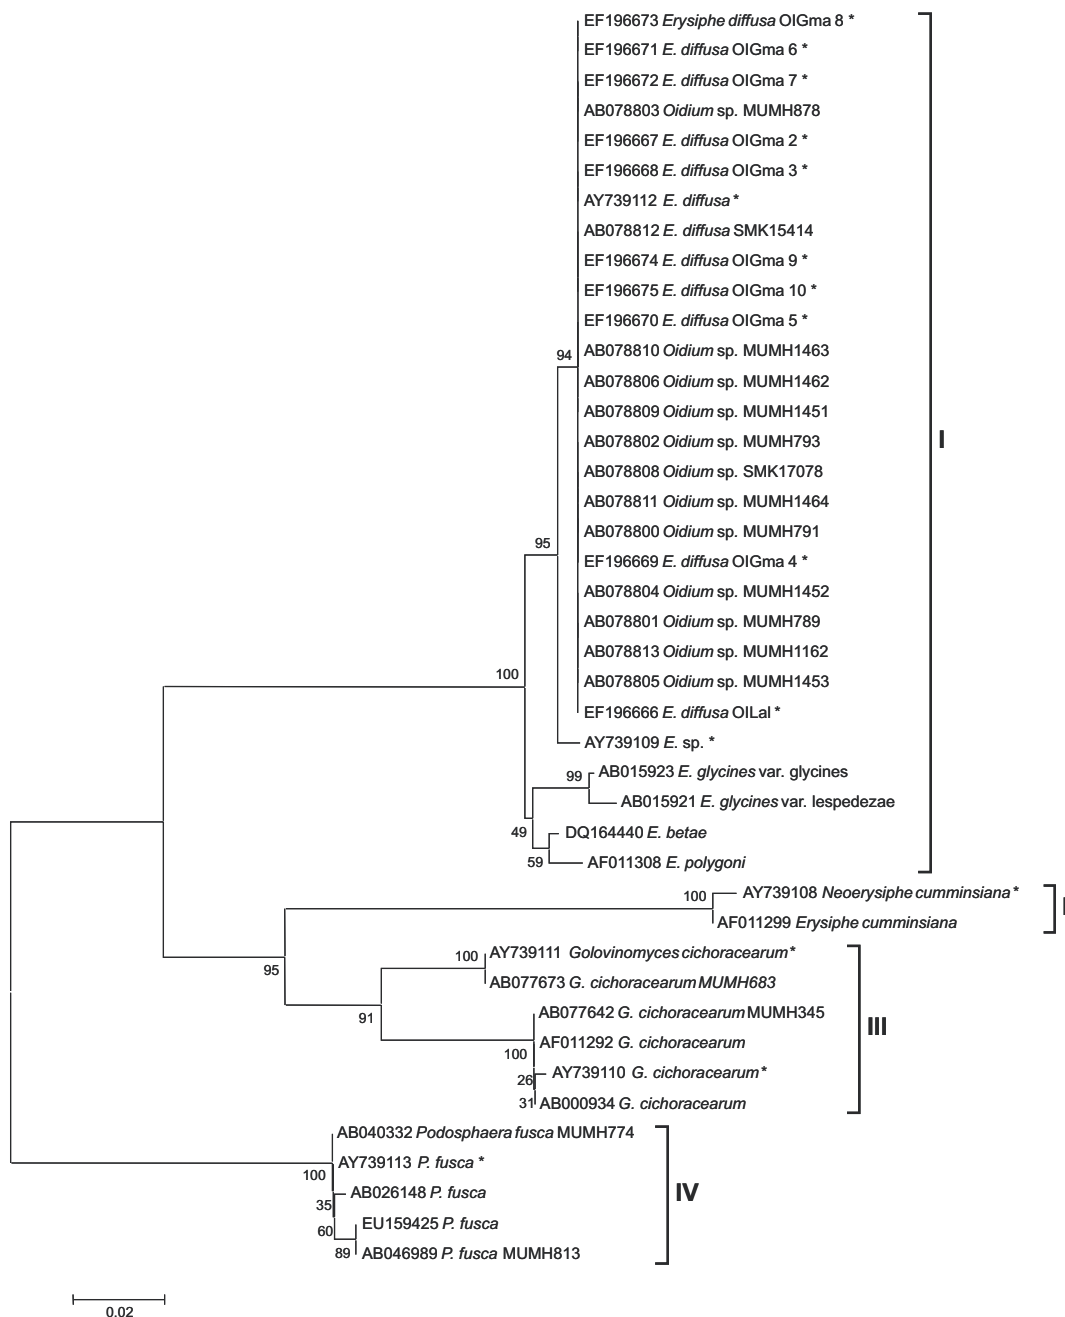 EF196673 Erysiphe diffusa OIGma 8 *
EF196671 E. diffusa OIGma 6 *
EF196672 E. diffusa OIGma 7 *
AB078803 Oidium sp. MUMH878
EF196667 E. diffusa OIGma 2 *
EF196668 E. diffusa OIGma 3 *
AY739112 E. diffusa *
AB078812 E. diffusa SMK15414
EF196674 E. diffusa OIGma 9 *
EF196675 E. diffusa OIGma 10 *
EF196670 E. diffusa OIGma 5 *
AB078810 Oidium sp. MUMH1463
94
AB078806 Oidium sp. MUMH1462
AB078809 Oidium sp. MUMH1451
AB078802 Oidium sp. MUMH793
I
AB078808 Oidium sp. SMK17078
AB078811 Oidium sp. MUMH1464
AB078800 Oidium sp. MUMH791
95
EF196669 E. diffusa OIGma 4 *
AB078804 Oidium sp. MUMH1452
AB078801 Oidium sp. MUMH789
AB078813 Oidium sp. MUMH1162
100
AB078805 Oidium sp. MUMH1453
EF196666 E. diffusa OILal *
AY739109 E. sp. *
99
AB015923 E. glycines var. glycines
AB015921 E. glycines var. lespedezae
49
DQ164440 E. betae
59
AF011308 E. polygoni
100
AY739108 Neoerysiphe cumminsiana *
AF011299 Erysiphe cumminsiana
95
100
AY739111 Golovinomyces cichoracearum *
AB077673 G. cichoracearum MUMH683
91
AB077642 G. cichoracearum MUMH345
III
100
AF011292 G. cichoracearum
26
AY739110 G. cichoracearum *
31
AB000934 G. cichoracearum
AB040332 Podosphaera fusca MUMH774
100
AY739113 P. fusca *
35
AB026148 P. fusca
IV
60
EU159425 P. fusca
89
AB046989 P. fusca MUMH813
0.02